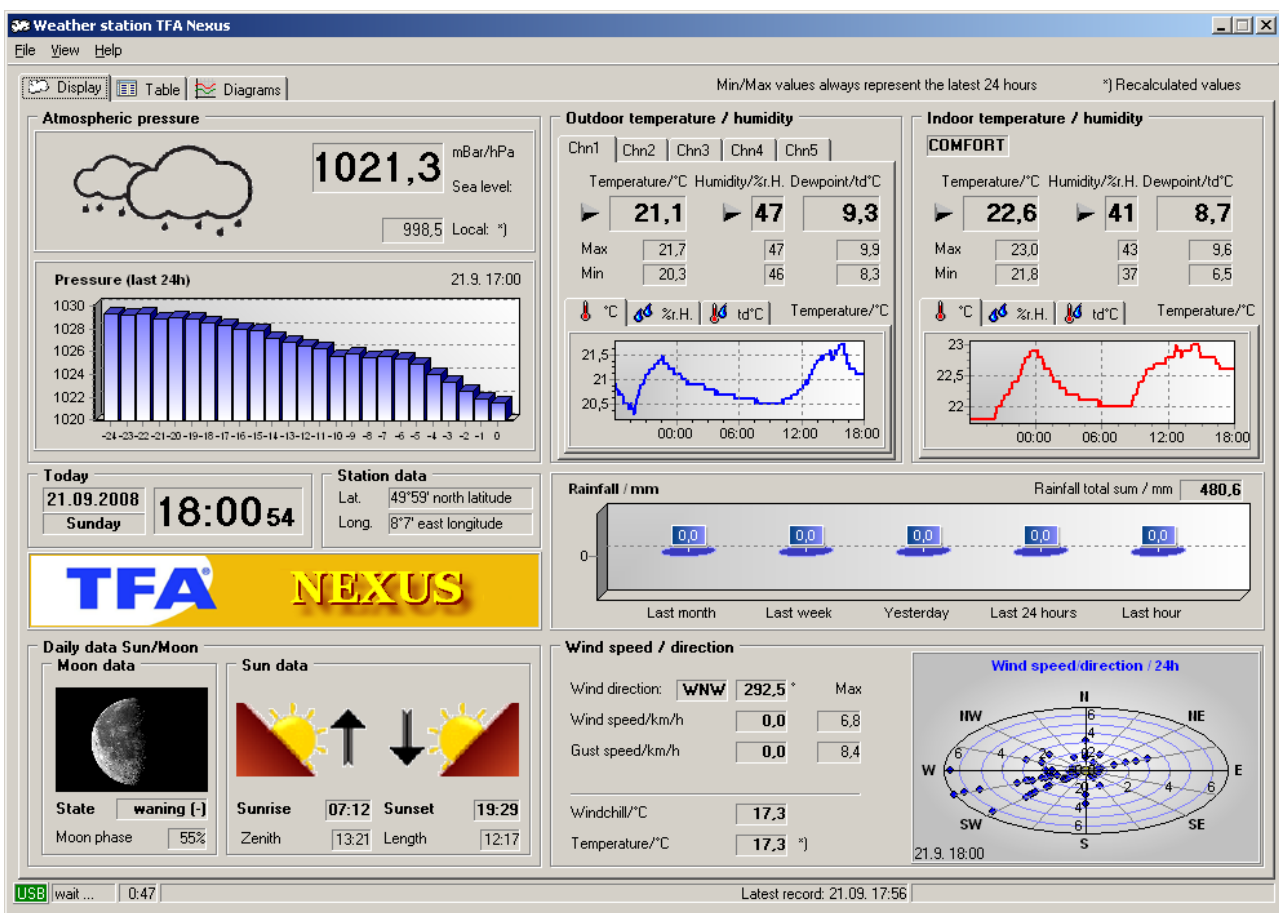 Weather station TFA Nexus
File View Help
Display Table Diagrams
Min/Max values always represent the latest 24 hours *) Recalculated values
Atmospheric pressure
1021,3 mBar/hPa
Sea level:
998,5 Local: *)
Pressure (last 24h) 21.9. 17:00
1030
1028
1026
1024
1022
1020
-24 -23 -22 -21 -20 -19 -18 -17 -16 -15 -14 -13 -12 -11 -10 -9 -8 -7 -6 -5 -4 -3 -2 -1 0
Outdoor temperature / humidity
Chn1 Chn2 Chn3 Chn4 Chn5
Temperature/°C Humidity/%r.H. Dewpoint/td°C
21,1 47 9,3
Max 21,7 47 9,9
Min 20,3 46 8,3
°C %r.H. td°C Temperature/°C
21,5
21
20,5
00:00 06:00 12:00 18:00
Indoor temperature / humidity
COMFORT
Temperature/°C Humidity/%r.H. Dewpoint/td°C
22,6 41 8,7
Max 23,0 43 9,6
Min 21,8 37 6,5
°C %r.H. td°C Temperature/°C
23
22,5
22
00:00 06:00 12:00 18:00
Today
21.09.2008
Sunday
18:00 54
Station data
Lat. 49°59' north latitude
Long. 8°7' east longitude
TFA NEXUS
Rainfall / mm Rainfall total sum / mm 480,6
0,0 0,0 0,0 0,0 0,0
0
Last month Last week Yesterday Last 24 hours Last hour
Daily data Sun/Moon
Moon data
State waning (-)
Moon phase 55%
Sun data
Sunrise 07:12 Sunset 19:29
Zenith 13:21 Length 12:17
Wind speed / direction
Wind direction: WNW 292,5 ° Max
Wind speed/km/h 0,0 6,8
Gust speed/km/h 0,0 8,4
Windchill/°C 17,3
Temperature/°C 17,3 *)
Wind speed/direction / 24h
N
NW 6 NE
4
6 4 2
W E
2 4 6
4
SW 6 SE
S
21.9. 18:00
USB wait ... 0:47 Latest record: 21.09. 17:56